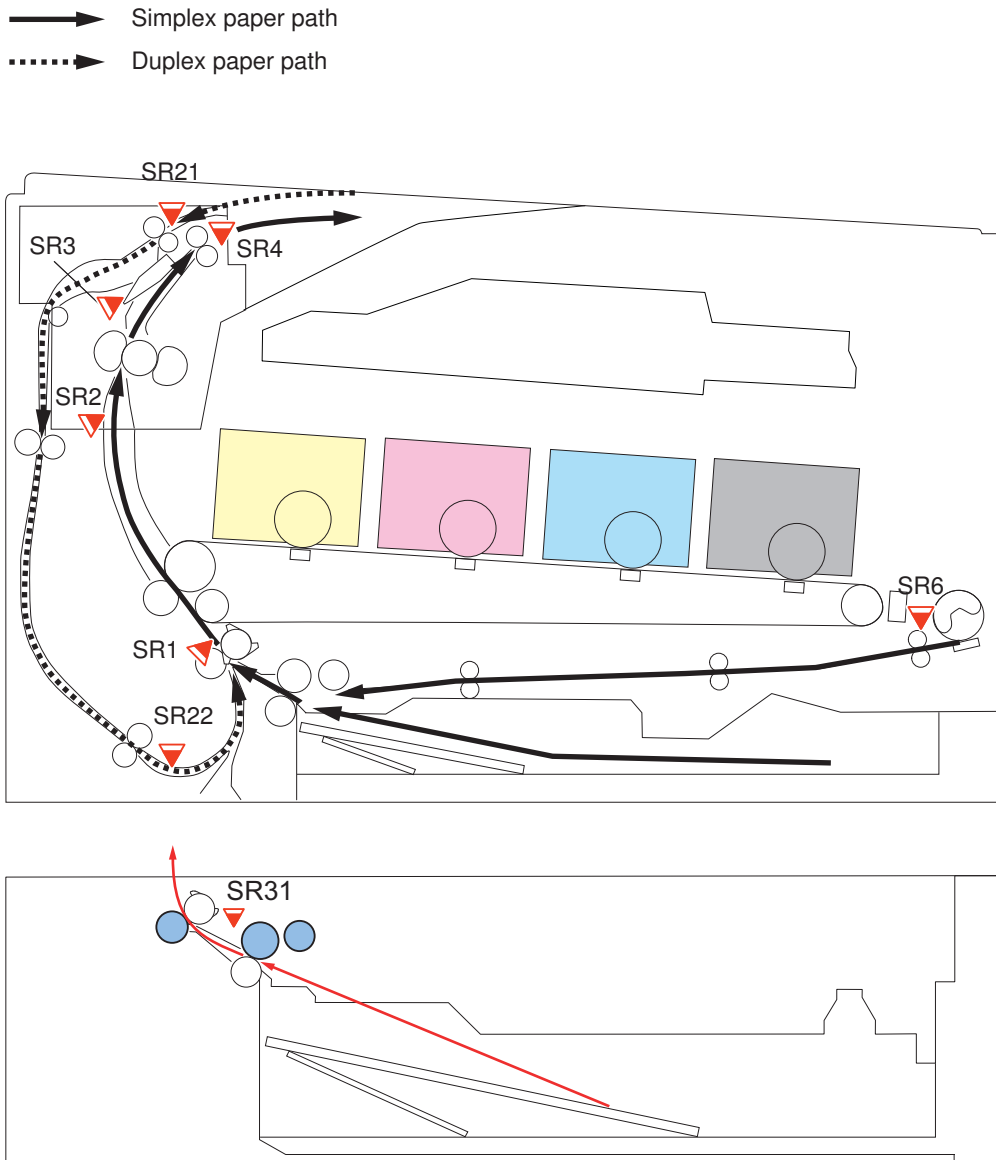 Simplex paper path
Duplex paper path
SR21
SR4
SR3
SR2
SR6
SR1
SR22
SR31